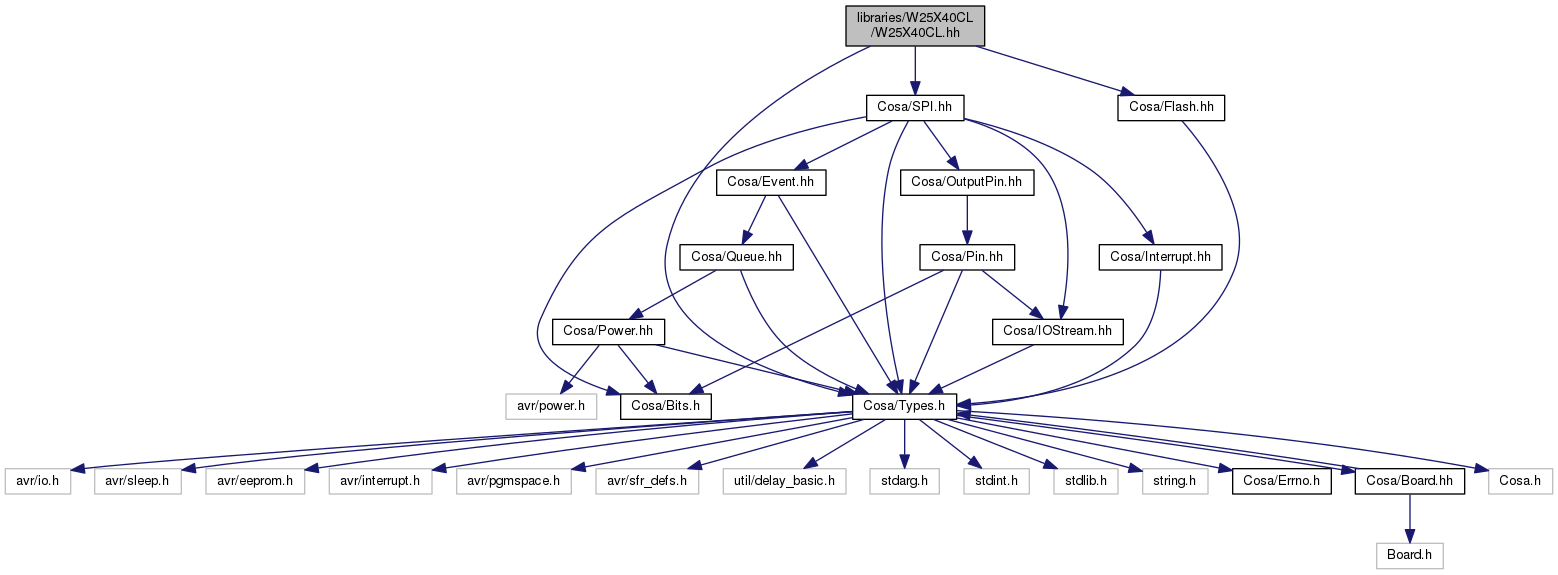 libraries/W25X40CL
/W25X40CL.hh
Cosa/SPI.hh
Cosa/Flash.hh
Cosa/Event.hh
Cosa/OutputPin.hh
Cosa/Queue.hh
Cosa/Pin.hh
Cosa/Interrupt.hh
Cosa/Power.hh
Cosa/IOStream.hh
avr/power.h
Cosa/Bits.h
Cosa/Types.h
avr/io.h
avr/sleep.h
avr/eeprom.h
avr/interrupt.h
avr/pgmspace.h
avr/sfr_defs.h
util/delay_basic.h
stdarg.h
stdint.h
stdlib.h
string.h
Cosa/Errno.h
Cosa/Board.hh
Cosa.h
Board.h